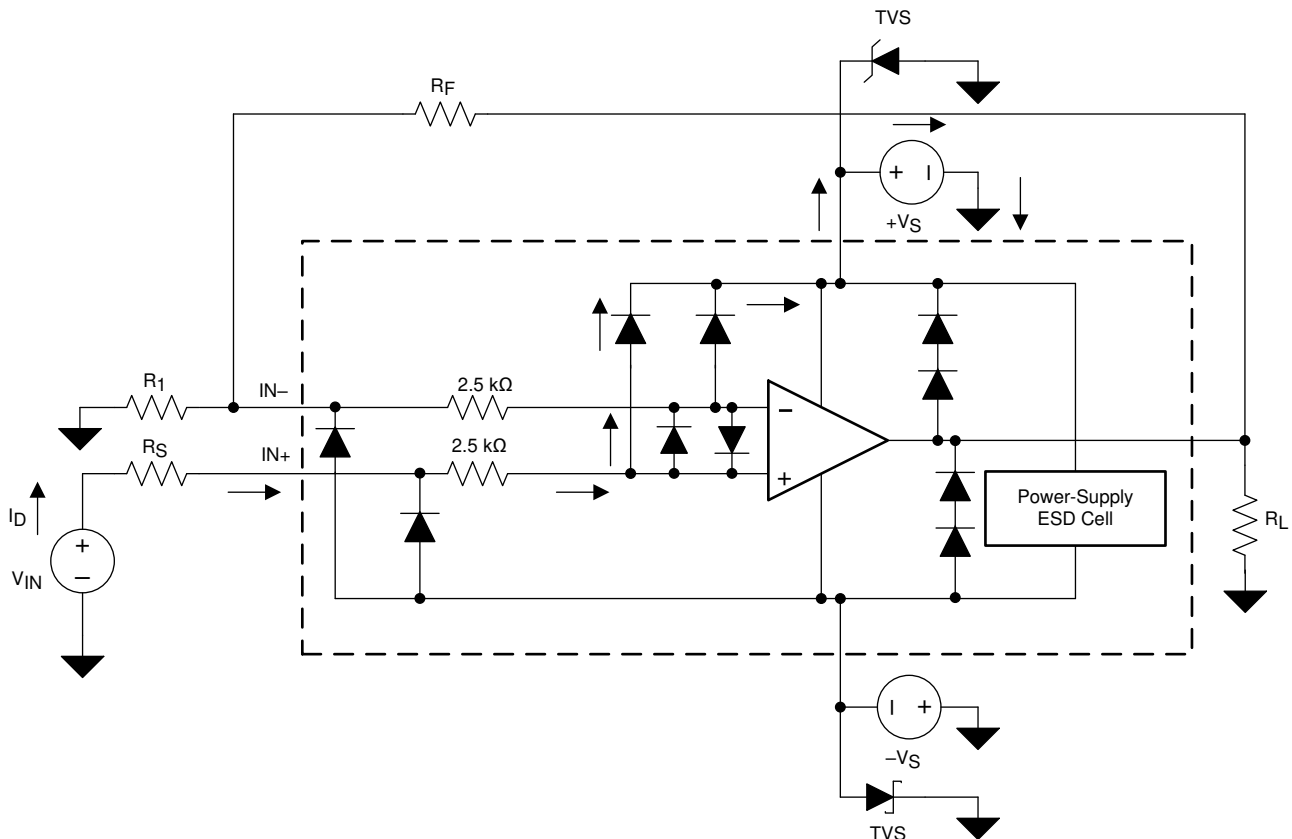 TVS
RF
+ –
+VS
R1
IN–
2.5 kΩ
–
RS
IN+
2.5 kΩ
+
ID
+
–
VIN
Power-Supply
ESD Cell
RL
– +
–VS
TVS